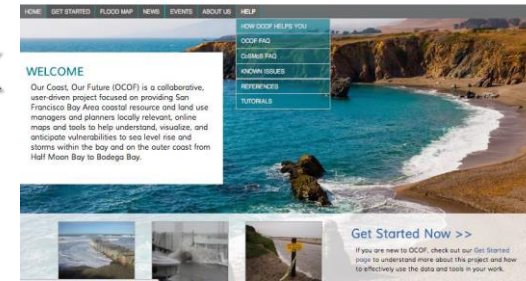 HOME GET STARTED FLOOD MAP NEWS EVENTS ABOUT US HELP
HOW OCOF HELPS YOU
OCOF FAQ
CoSMoS FAQ
KNOWN ISSUES
REFERENCES
TUTORIALS
WELCOME
Our Coast, Our Future (OCOF) is a collaborative,
user-driven project focused on providing San
Francisco Bay Area coastal resource and land use
managers and planners locally relevant, online
maps and tools to help understand, visualize, and
anticipate vulnerabilities to sea level rise and
storms within the bay and on the outer coast from
Half Moon Bay to Bodega Bay.
Get Started Now >>
If you are new to OCOF, check out our Get Started
page to understand more about this project and how
to effectively use the data and tools in your work.